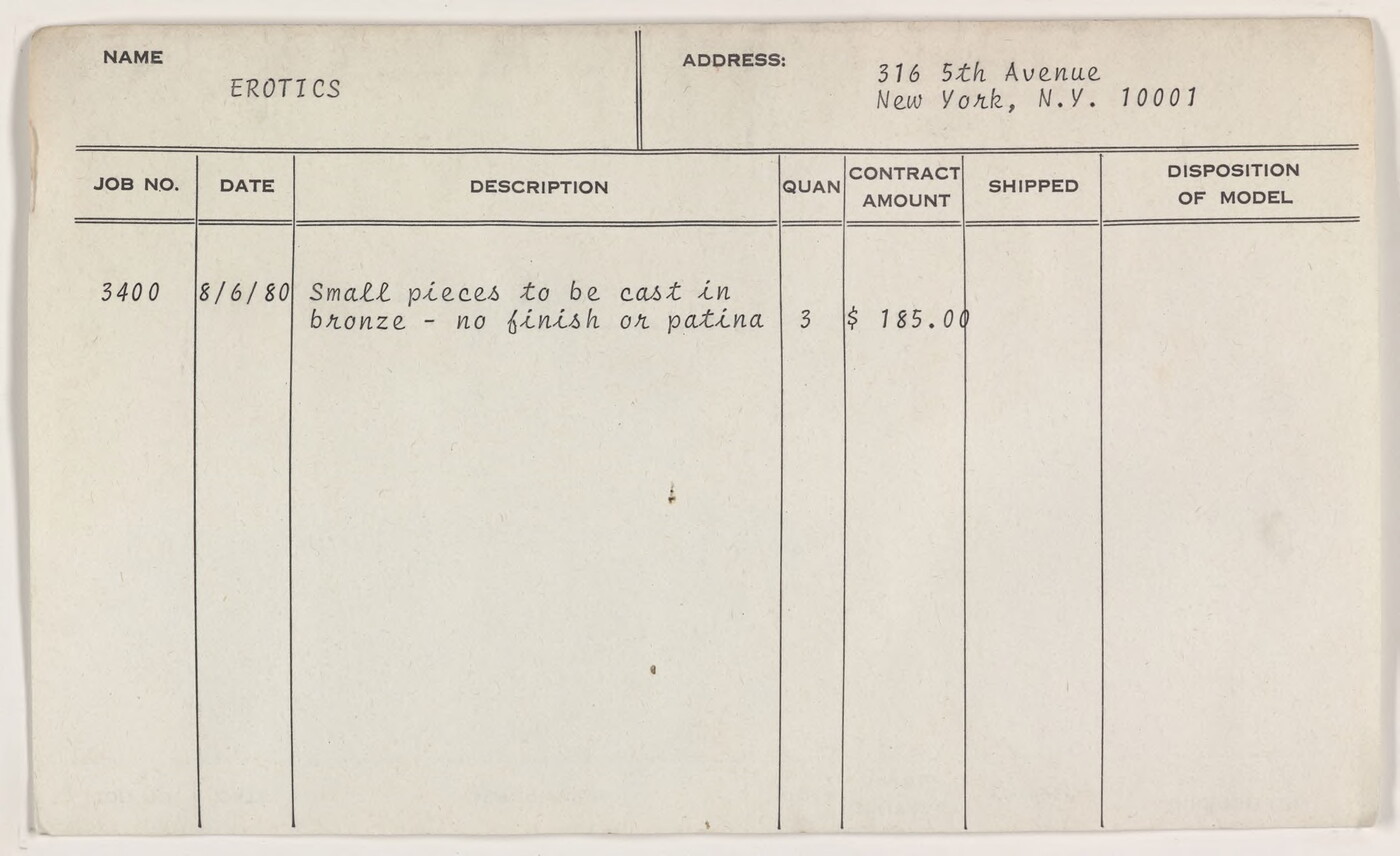 NAME
EROTICS
ADDRESS:
316 5th Avenue
New York, N.Y. 10001
JOB NO.
DATE
DESCRIPTION
QUAN
CONTRACT
AMOUNT
SHIPPED
DISPOSITION
OF MODEL
3400 8/6/80 Small pieces to be cast in
bronze - no finish or patina 3 $ 185.00